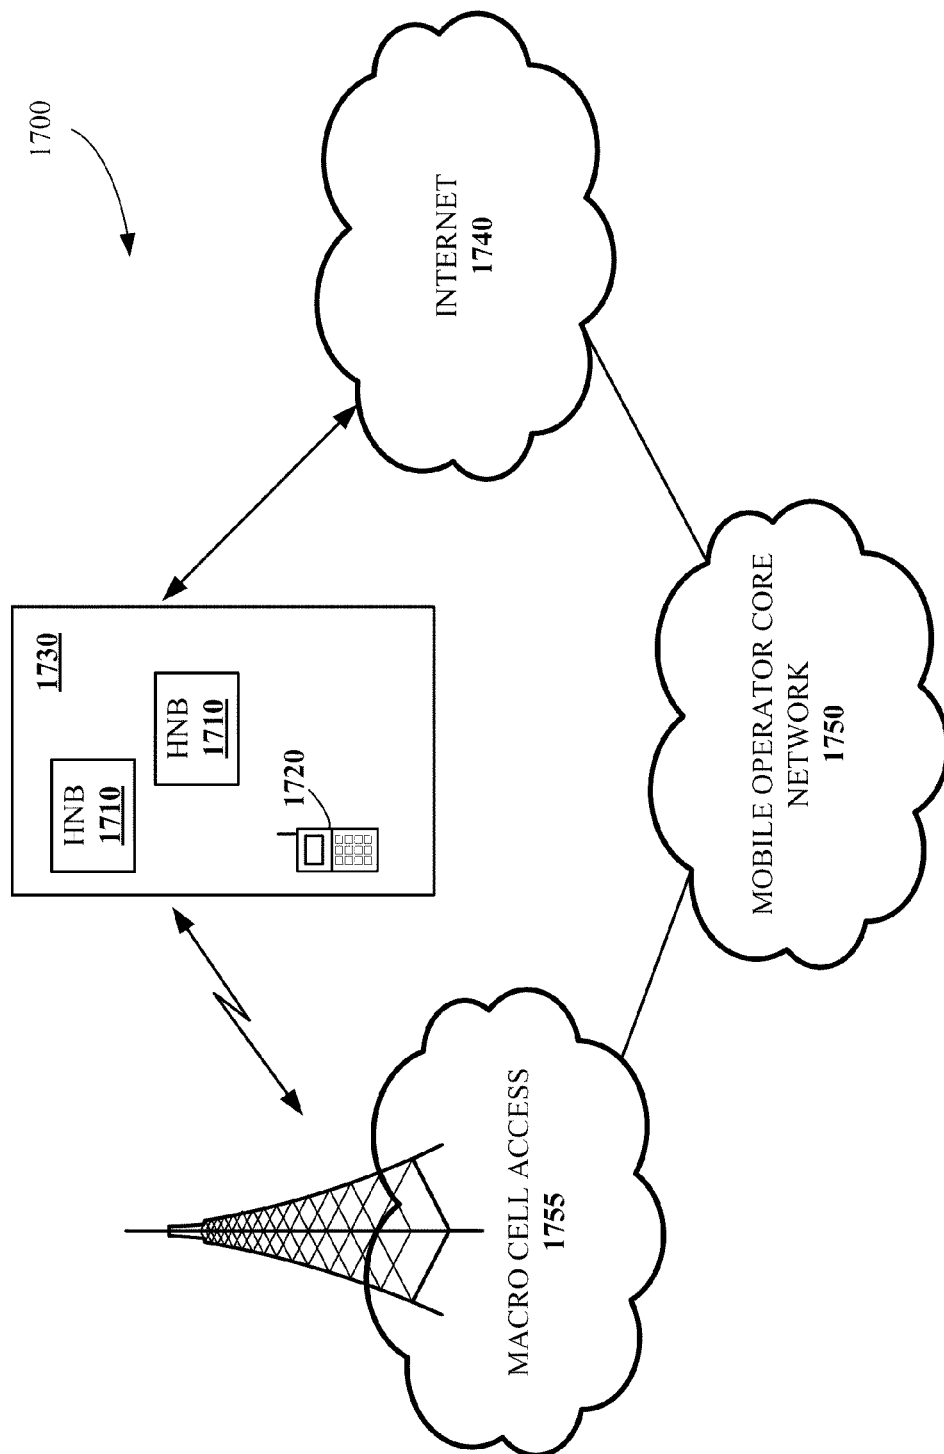 1700
HNB
1710
HNB
1710
1730
1720
INTERNET
1740
MACRO CELL ACCESS
1755
MOBILE OPERATOR CORE
NETWORK
1750